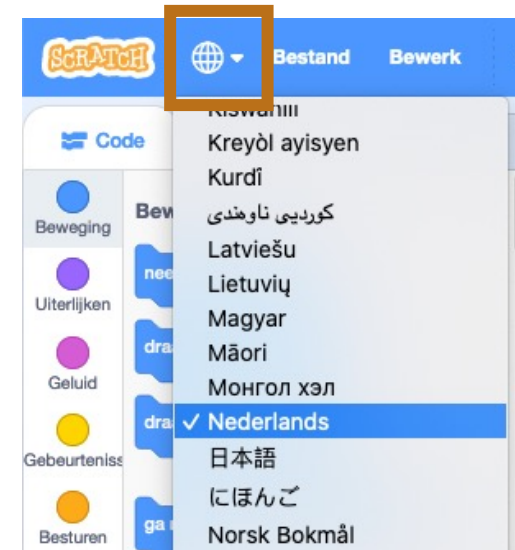 SCRATCH Bestand Bewerk
Code
Beweging
Uiterlijken
Geluid
Besturen
Kiswahili
Kreyòl ayisyen
Kurdî
کوردیی ناوەندی
Latviešu
Lietuvių
Magyar
Māori
Монгол хэл
✓ Nederlands
日本語
にほんご
Norsk Bokmål